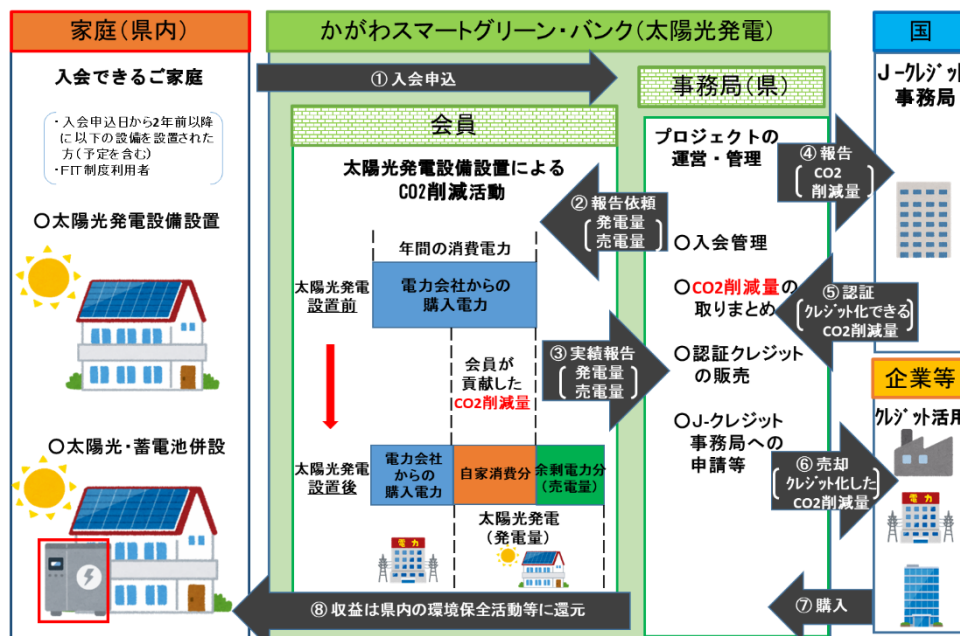 家庭(県内)
入会できるご家庭
・入会申込日から2年前以降
に以下の設備を設置された
方(予定を含む)
・FIT制度利用者
〇太陽光発電設備設置
〇太陽光・蓄電池併設
かがわスマートグリーン・バンク(太陽光発電)
①入会申込
会員
太陽光発電設備設置による
CO2削減活動
年間の消費電力
太陽光発電
設置前
電力会社からの
購入電力
会員が
貢献した
CO2削減量
太陽光発電
設置後
電力会社
からの
購入電力
自家消費分
余剰電力分
(売電量)
太陽光発電
(発電量)
電力
②報告依頼
発電量
売電量
③実績報告
発電量
売電量
事務局(県)
プロジェクトの
運営・管理
〇入会管理
〇CO2削減量の
取りまとめ
〇認証クレジット
の販売
〇J-クレジット
事務局への
申請等
④報告
CO2
削減量
⑤認証
クレジット化できる
CO2削減量
⑥売却
クレジット化した
CO2削減量
⑦購入
⑧収益は県内の環境保全活動等に還元
国
J-クレジット
事務局
企業等
クレジット活用
電力